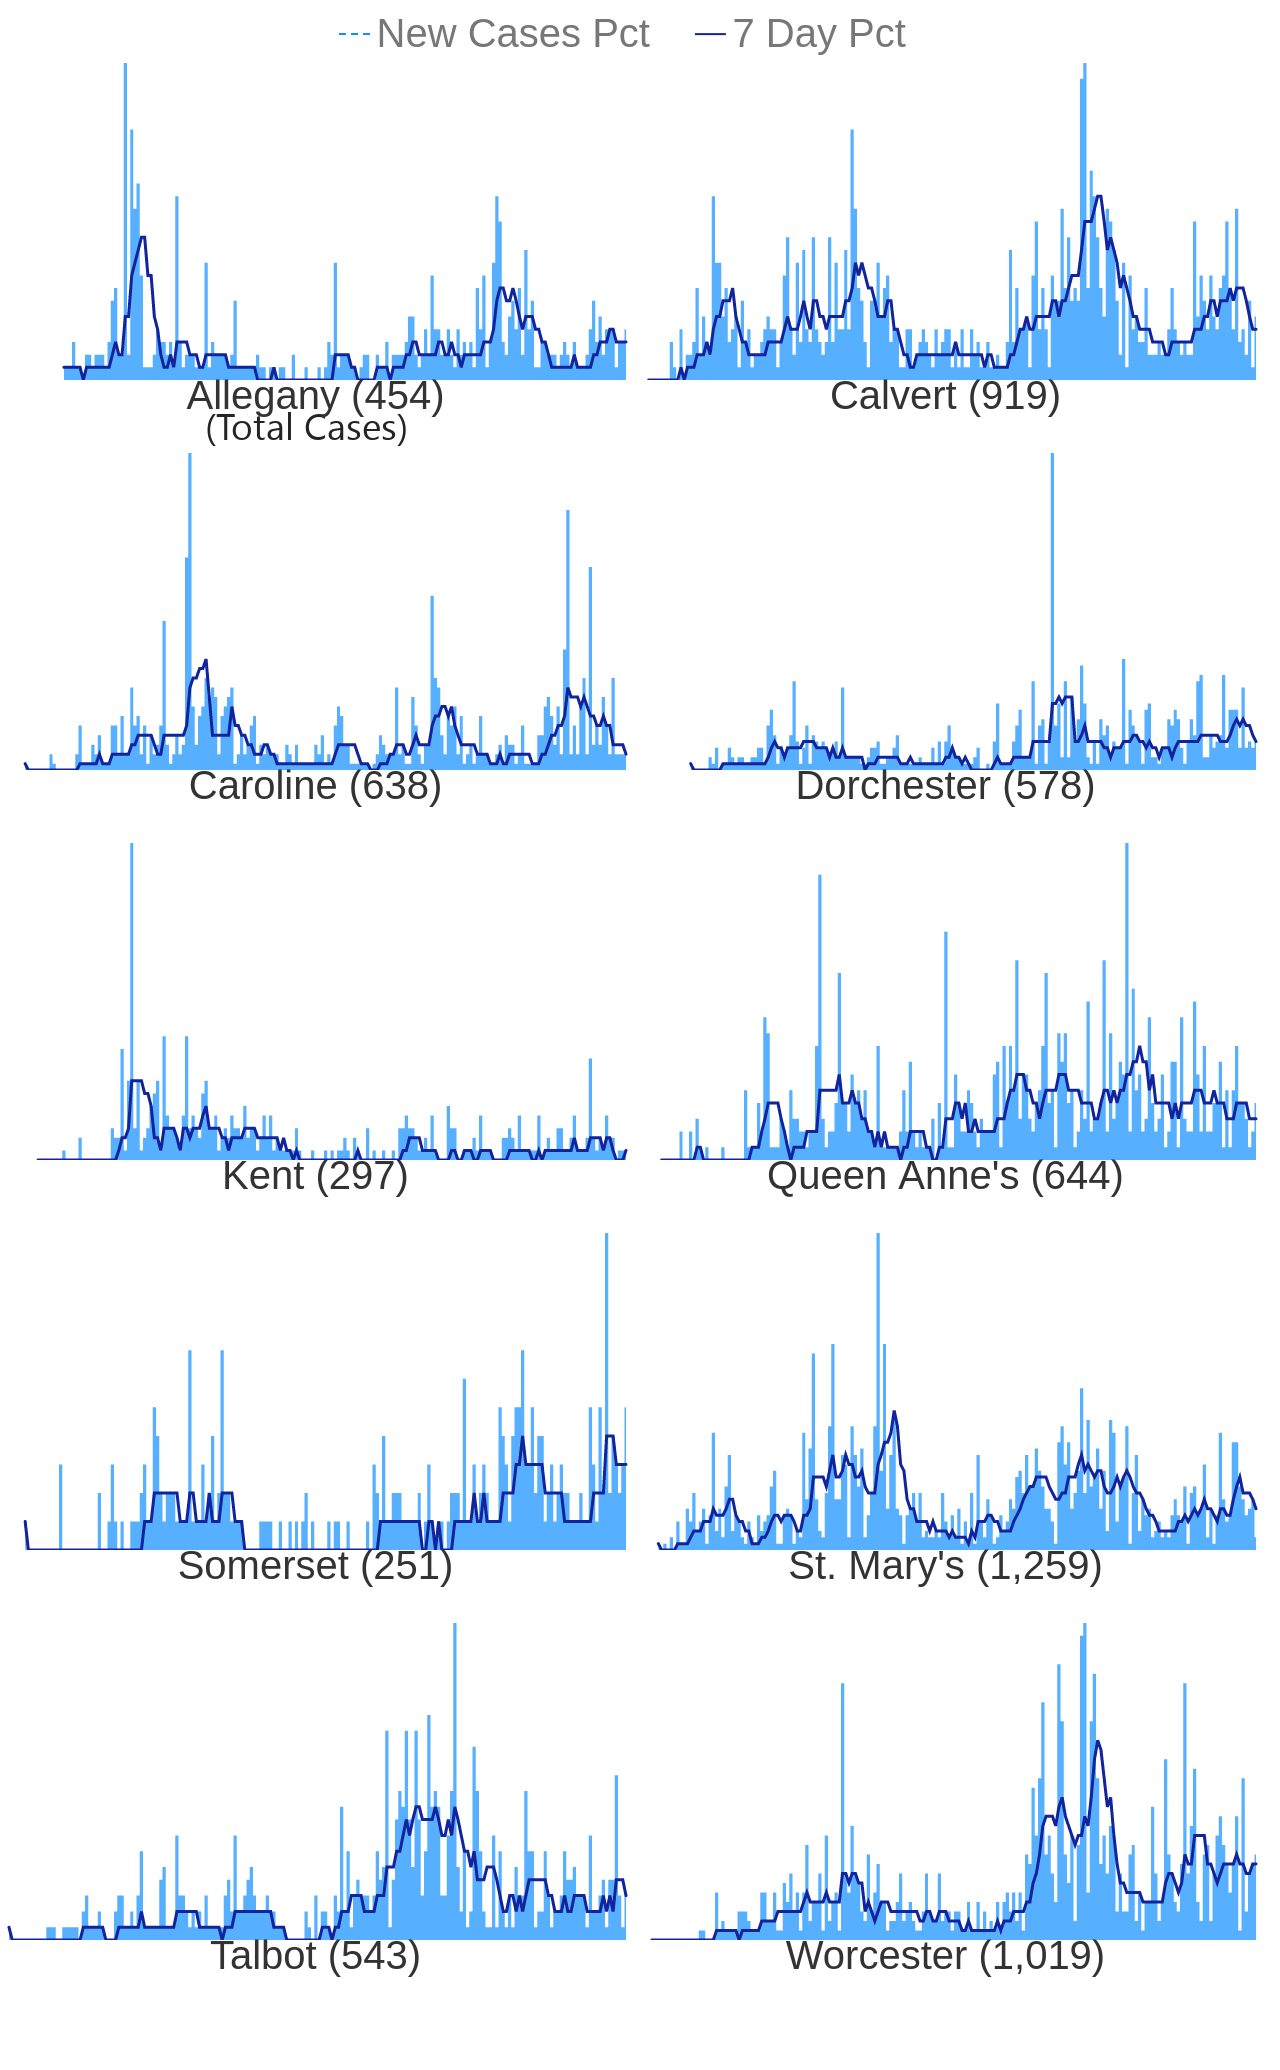 New Cases Pct 7 Day Pct
Allegany (454) Calvert (919)
(Total Cases)
Caroline (638) Dorchester (578)
Kent (297) Queen Anne's (644)
Somerset (251) St. Mary's (1,259)
Talbot (543) Worcester (1,019)